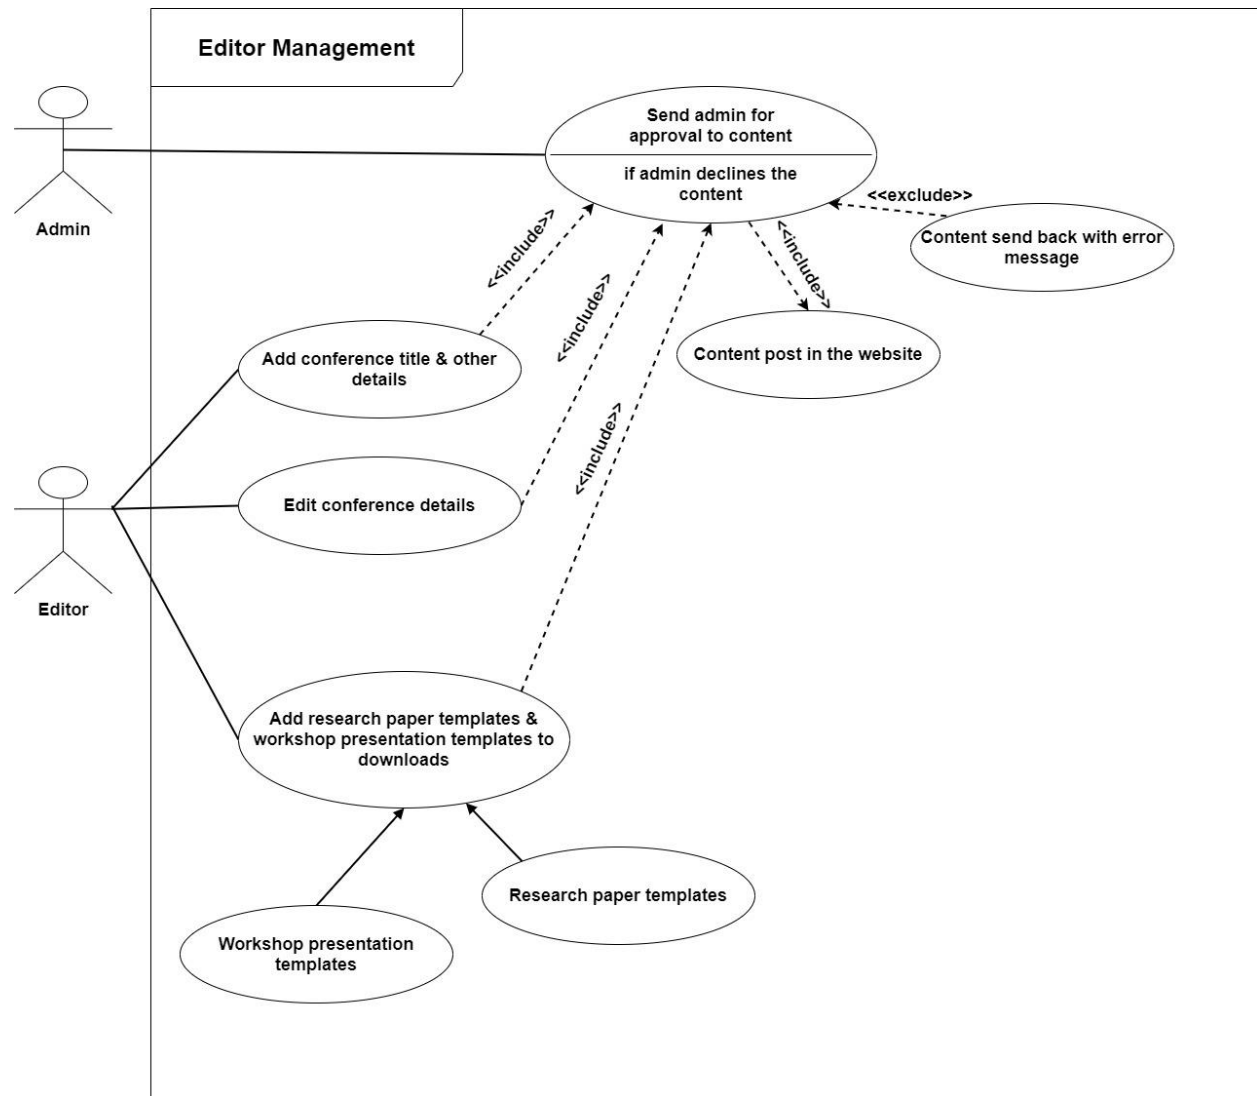 Editor Management
Send admin for
approval to content
if admin declines the
content
<<exclude>>
Admin
<<include>>
<<include>>
Content send back with error
message
<<include>>
Add conference title & other
details
Content post in the website
<<include>>
Edit conference details
Editor
Add research paper templates &
workshop presentation templates to
downloads
Research paper templates
Workshop presentation
templates